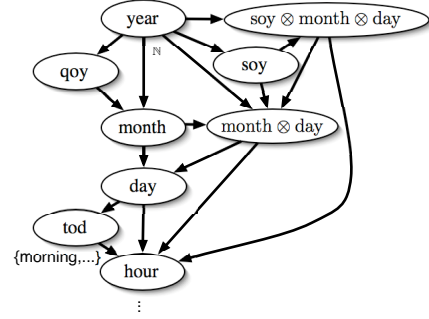 year
soy ⊗ month ⊗ day
ℕ
qoy
soy
month
month ⊗ day
day
tod
{morning,...}
hour
⋮